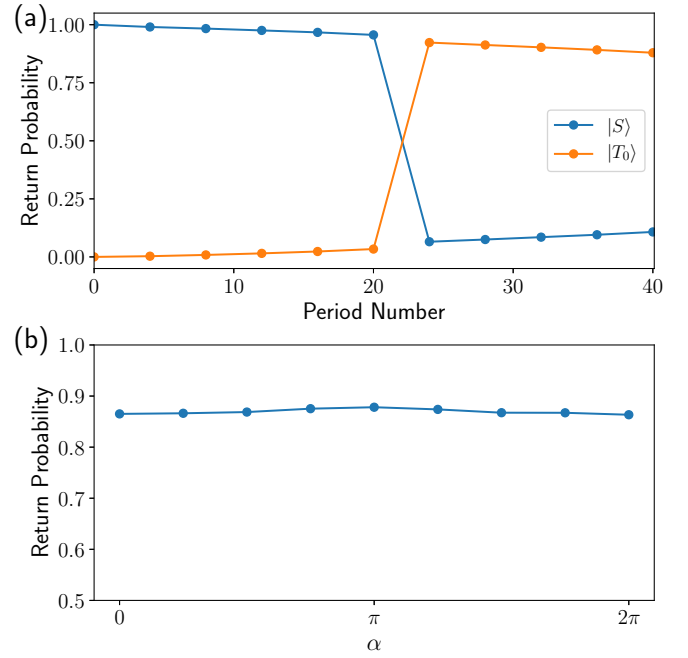 (a)
Return Probability
1.00
0.75
0.50
0.25
0.00
|S⟩
|T₀⟩
0 10 20 30 40
Period Number
(b)
Return Probability
1.0
0.9
0.8
0.7
0.6
0.5
0 π 2π
α